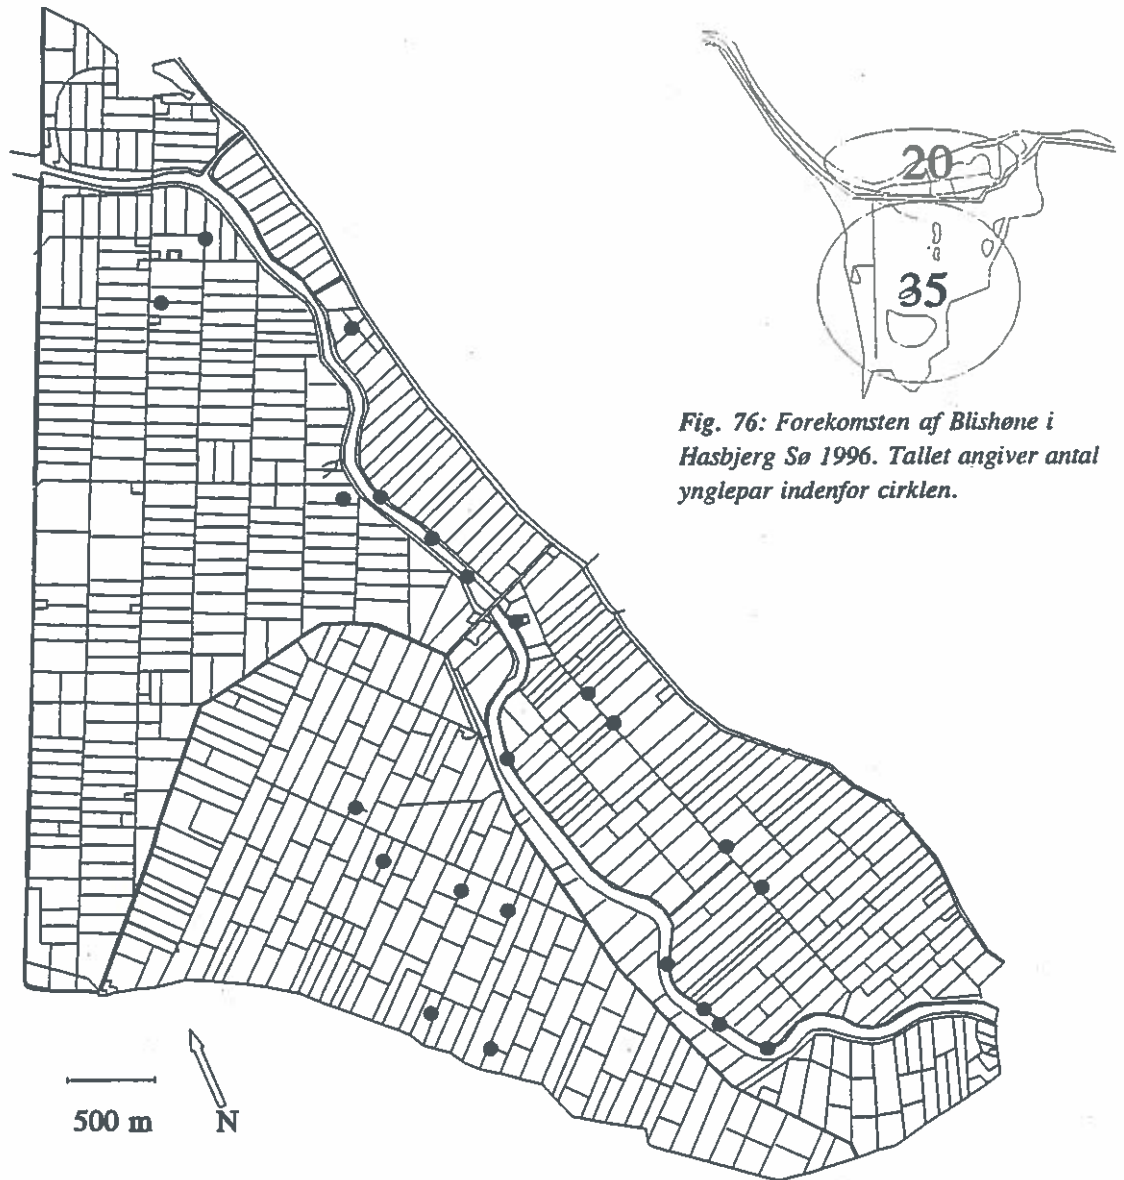 20
35
Fig. 76: Forekomsten af Blishøne i
Hasbjerg Sø 1996. Tallet angiver antal
ynglepar indenfor cirklen.
500 m
N